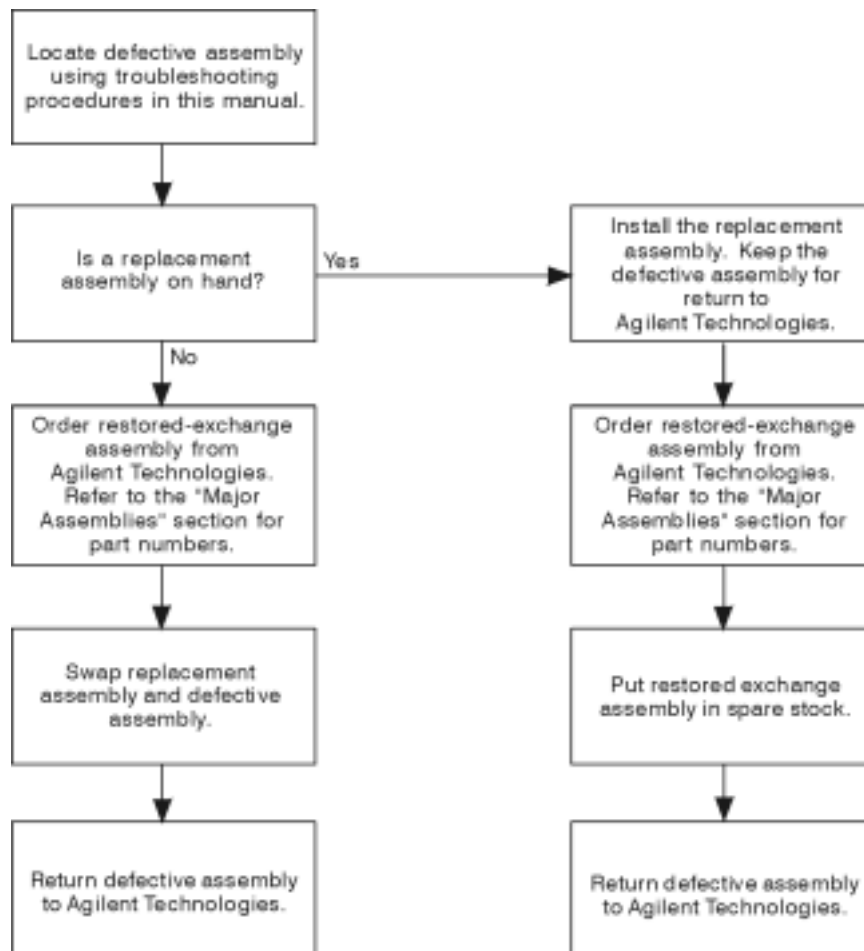 Locate defective assembly
using troubleshooting
procedures in this manual.
Is a replacement
assembly on hand?
Yes
No
Install the replacement
assembly. Keep the
defective assembly for
return to
Agilent Technologies.
Order restored-exchange
assembly from
Agilent Technologies.
Refer to the "Major
Assemblies" section for
part numbers.
Order restored-exchange
assembly from
Agilent Technologies.
Refer to the "Major
Assemblies" section for
part numbers.
Swap replacement
assembly and defective
assembly.
Put restored exchange
assembly in spare stock.
Return defective assembly
to Agilent Technologies.
Return defective assembly
to Agilent Technologies.